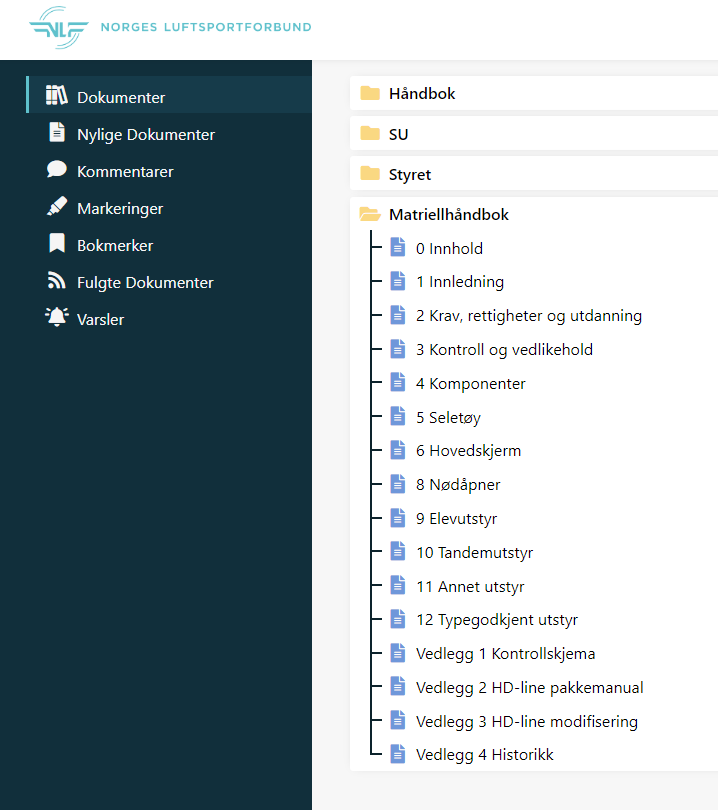 NLF NORGES LUFTSPORTFORBUND
Dokumenter
Nylige Dokumenter
Kommentarer
Markeringer
Bokmerker
Fulgte Dokumenter
Varsler
Håndbok
SU
Styret
Matriellhåndbok
0 Innhold
1 Innledning
2 Krav, rettigheter og utdanning
3 Kontroll og vedlikehold
4 Komponenter
5 Seletøy
6 Hovedskjerm
8 Nødåpner
9 Elevutstyr
10 Tandemutstyr
11 Annet utstyr
12 Typegodkjent utstyr
Vedlegg 1 Kontrollskjema
Vedlegg 2 HD-line pakkemanual
Vedlegg 3 HD-line modifisering
Vedlegg 4 Historikk